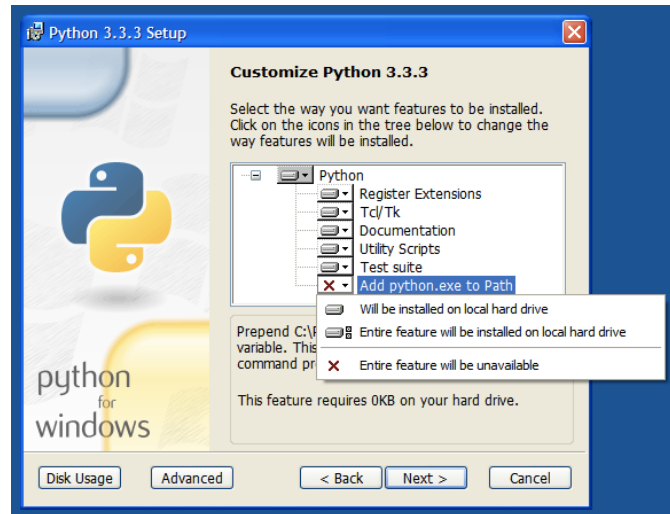 Python 3.3.3 Setup
Customize Python 3.3.3
Select the way you want features to be installed.
Click on the icons in the tree below to change the
way features will be installed.
Python
Register Extensions
Tcl/Tk
Documentation
Utility Scripts
Test suite
Add python.exe to Path
Will be installed on local hard drive
Entire feature will be installed on local hard drive
Entire feature will be unavailable
Prepend C:\
variable. This
command pr
This feature requires 0KB on your hard drive.
python
for
windows
Disk Usage
Advanced
< Back
Next >
Cancel